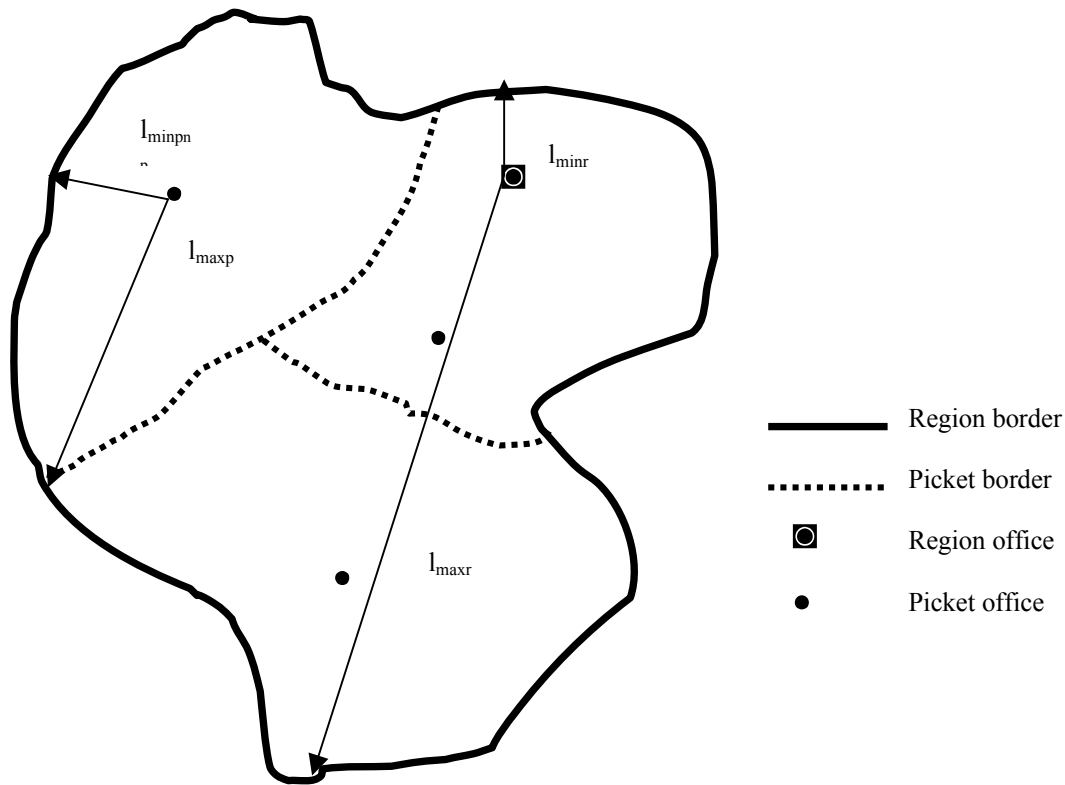 lminpn
lminr
lmaxp
Region border
Picket border
Region office
lmaxr
Picket office